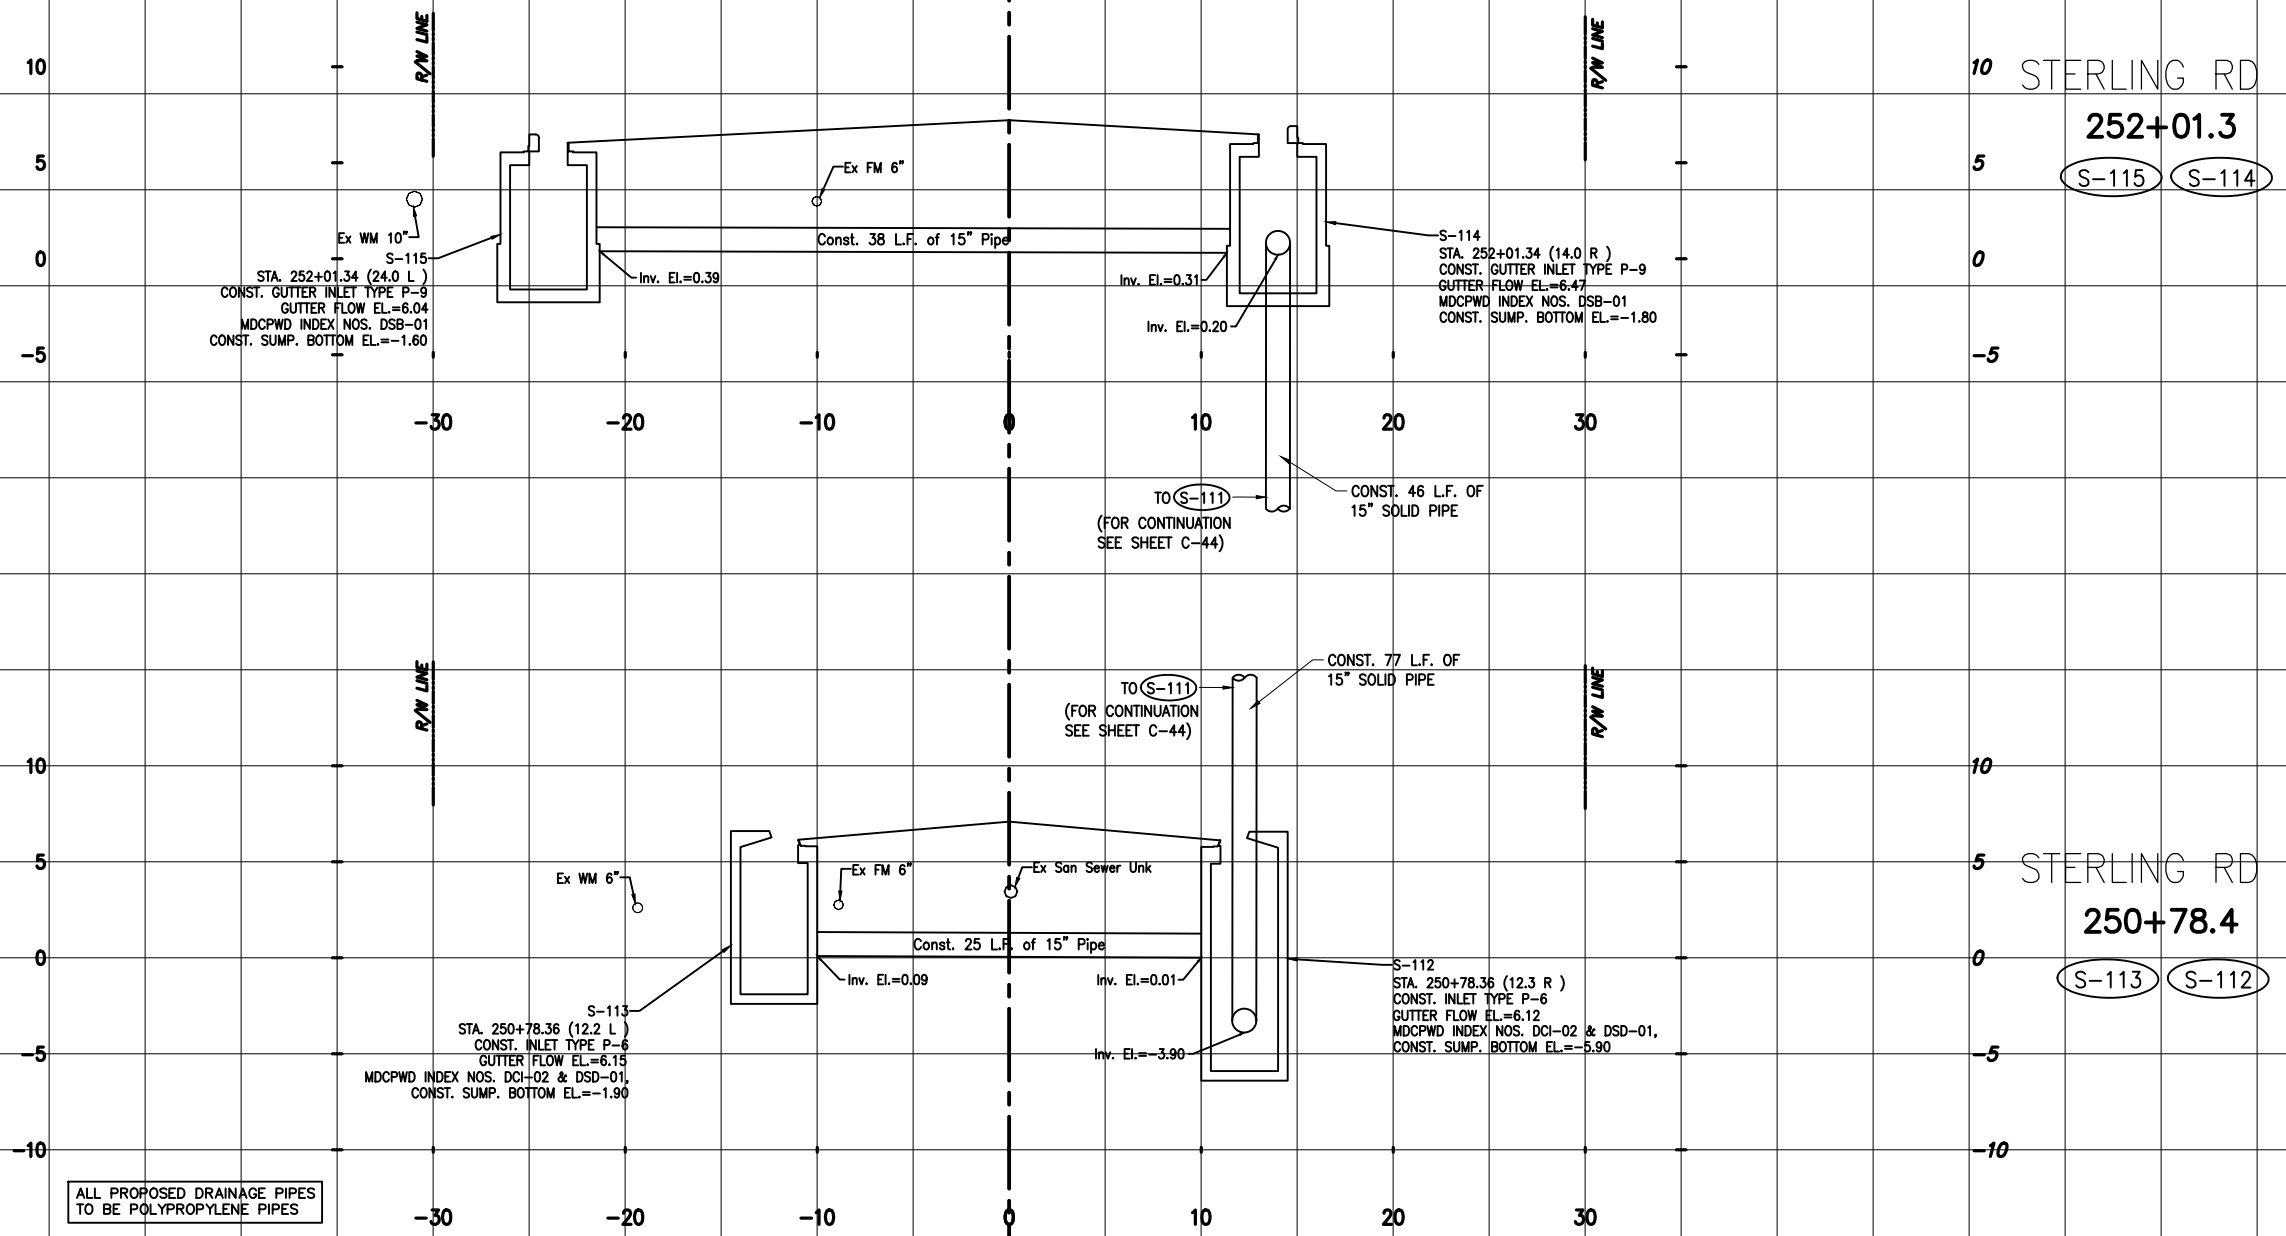 R/W LINE
R/W LINE
10
10
STERLING RD
252+01.3
5
Ex FM 6"
5
S-115
S-114
Ex WM 10"
S-115
STA. 252+01.34 (24.0 L )
CONST. GUTTER INLET TYPE P-9
GUTTER FLOW EL.=6.04
MDCPWD INDEX NOS. DSB-01
CONST. SUMP. BOTTOM EL.=-1.60
0
Const. 38 L.F. of 15" Pipe
Inv. El.=0.39
Inv. El.=0.31
Inv. El.=0.20
S-114
STA. 252+01.34 (14.0 R )
CONST. GUTTER INLET TYPE P-9
GUTTER FLOW EL.=6.47
MDCPWD INDEX NOS. DSB-01
CONST. SUMP. BOTTOM EL.=-1.80
0
-5
-5
-30
-20
-10
0
10
20
30
TO S-111
(FOR CONTINUATION
SEE SHEET C-44)
CONST. 46 L.F. OF
15" SOLID PIPE
R/W LINE
CONST. 77 L.F. OF
15" SOLID PIPE
TO S-111
(FOR CONTINUATION
SEE SHEET C-44)
R/W LINE
10
10
5
Ex WM 6"
Ex FM 6"
Ex San Sewer Unk
5
STERLING RD
250+78.4
S-113
S-112
0
Const. 25 L.F. of 15" Pipe
Inv. El.=0.09
Inv. El.=0.01
0
S-113
STA. 250+78.36 (12.2 L )
CONST. INLET TYPE P-6
GUTTER FLOW EL.=6.15
MDCPWD INDEX NOS. DCI-02 & DSD-01,
CONST. SUMP. BOTTOM EL.=-1.90
Inv. El.=-3.90
S-112
STA. 250+78.36 (12.3 R )
CONST. INLET TYPE P-6
GUTTER FLOW EL.=6.12
MDCPWD INDEX NOS. DCI-02 & DSD-01,
CONST. SUMP. BOTTOM EL.=-5.90
-5
-5
-10
-10
ALL PROPOSED DRAINAGE PIPES
TO BE POLYPROPYLENE PIPES
-30
-20
-10
0
10
20
30